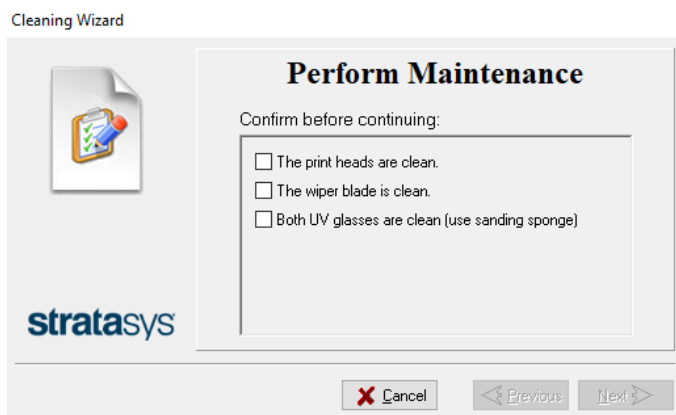 Cleaning Wizard
Perform Maintenance
Confirm before continuing:
The print heads are clean.
The wiper blade is clean.
Both UV glasses are clean (use sanding sponge)
stratasys
Cancel
Previous
Next